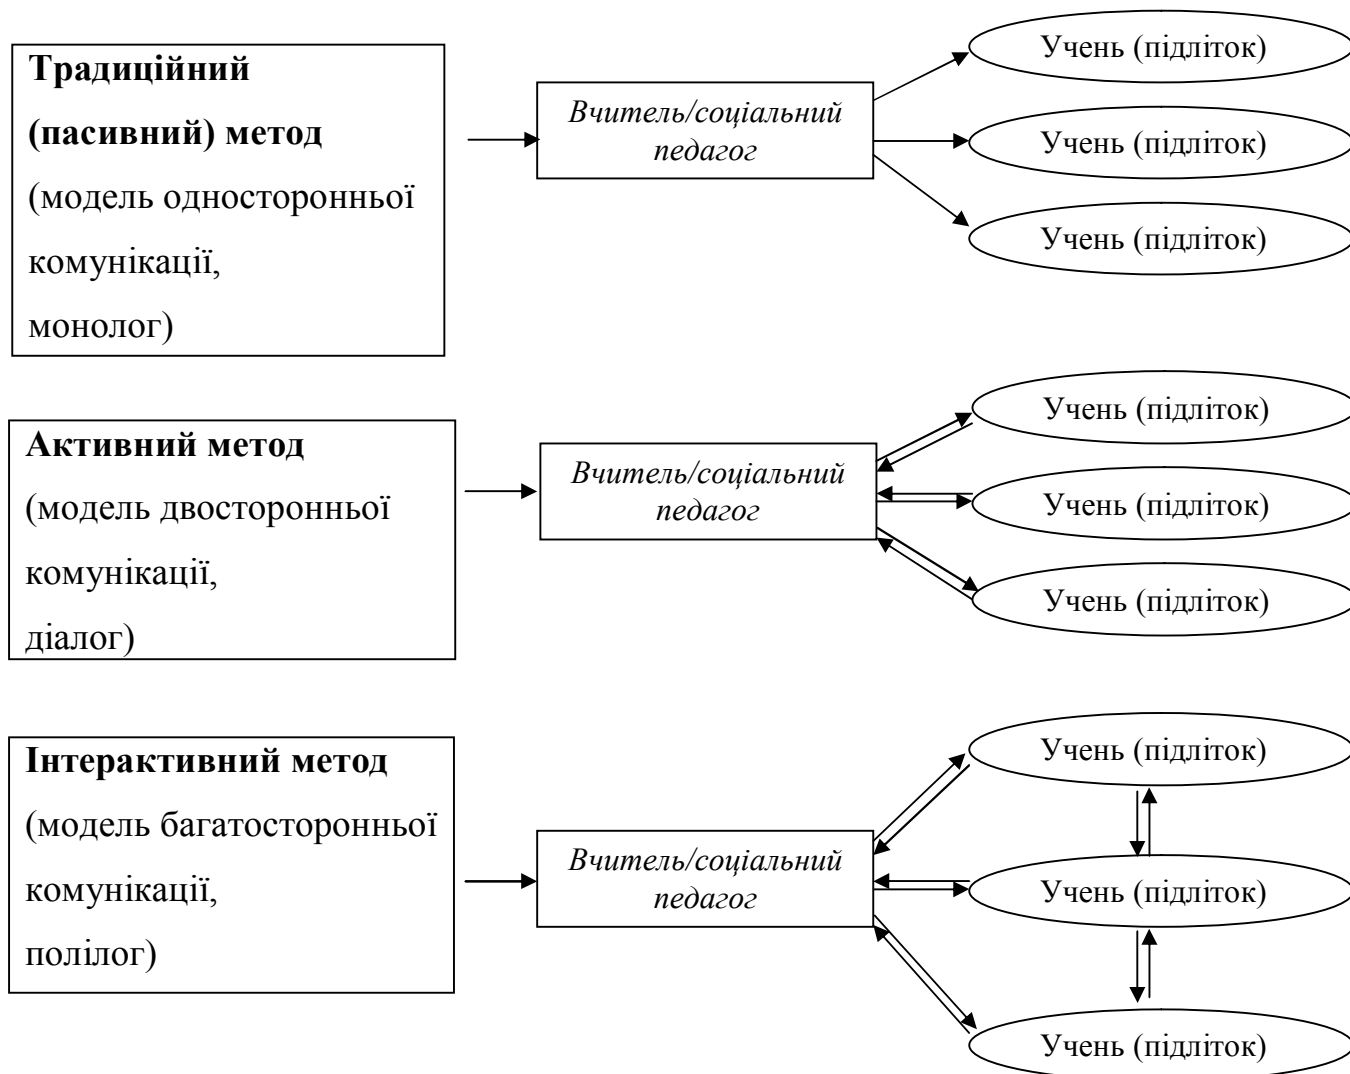 Традиційний
(пасивний) метод
(модель односторонньої
комунікації,
монолог)
Вчитель/соціальний
педагог
Учень (підліток)
Учень (підліток)
Учень (підліток)
Активний метод
(модель двосторонньої
комунікації,
діалог)
Вчитель/соціальний
педагог
Учень (підліток)
Учень (підліток)
Учень (підліток)
Інтерактивний метод
(модель багатосторонньої
комунікації,
полілог)
Вчитель/соціальний
педагог
Учень (підліток)
Учень (підліток)
Учень (підліток)